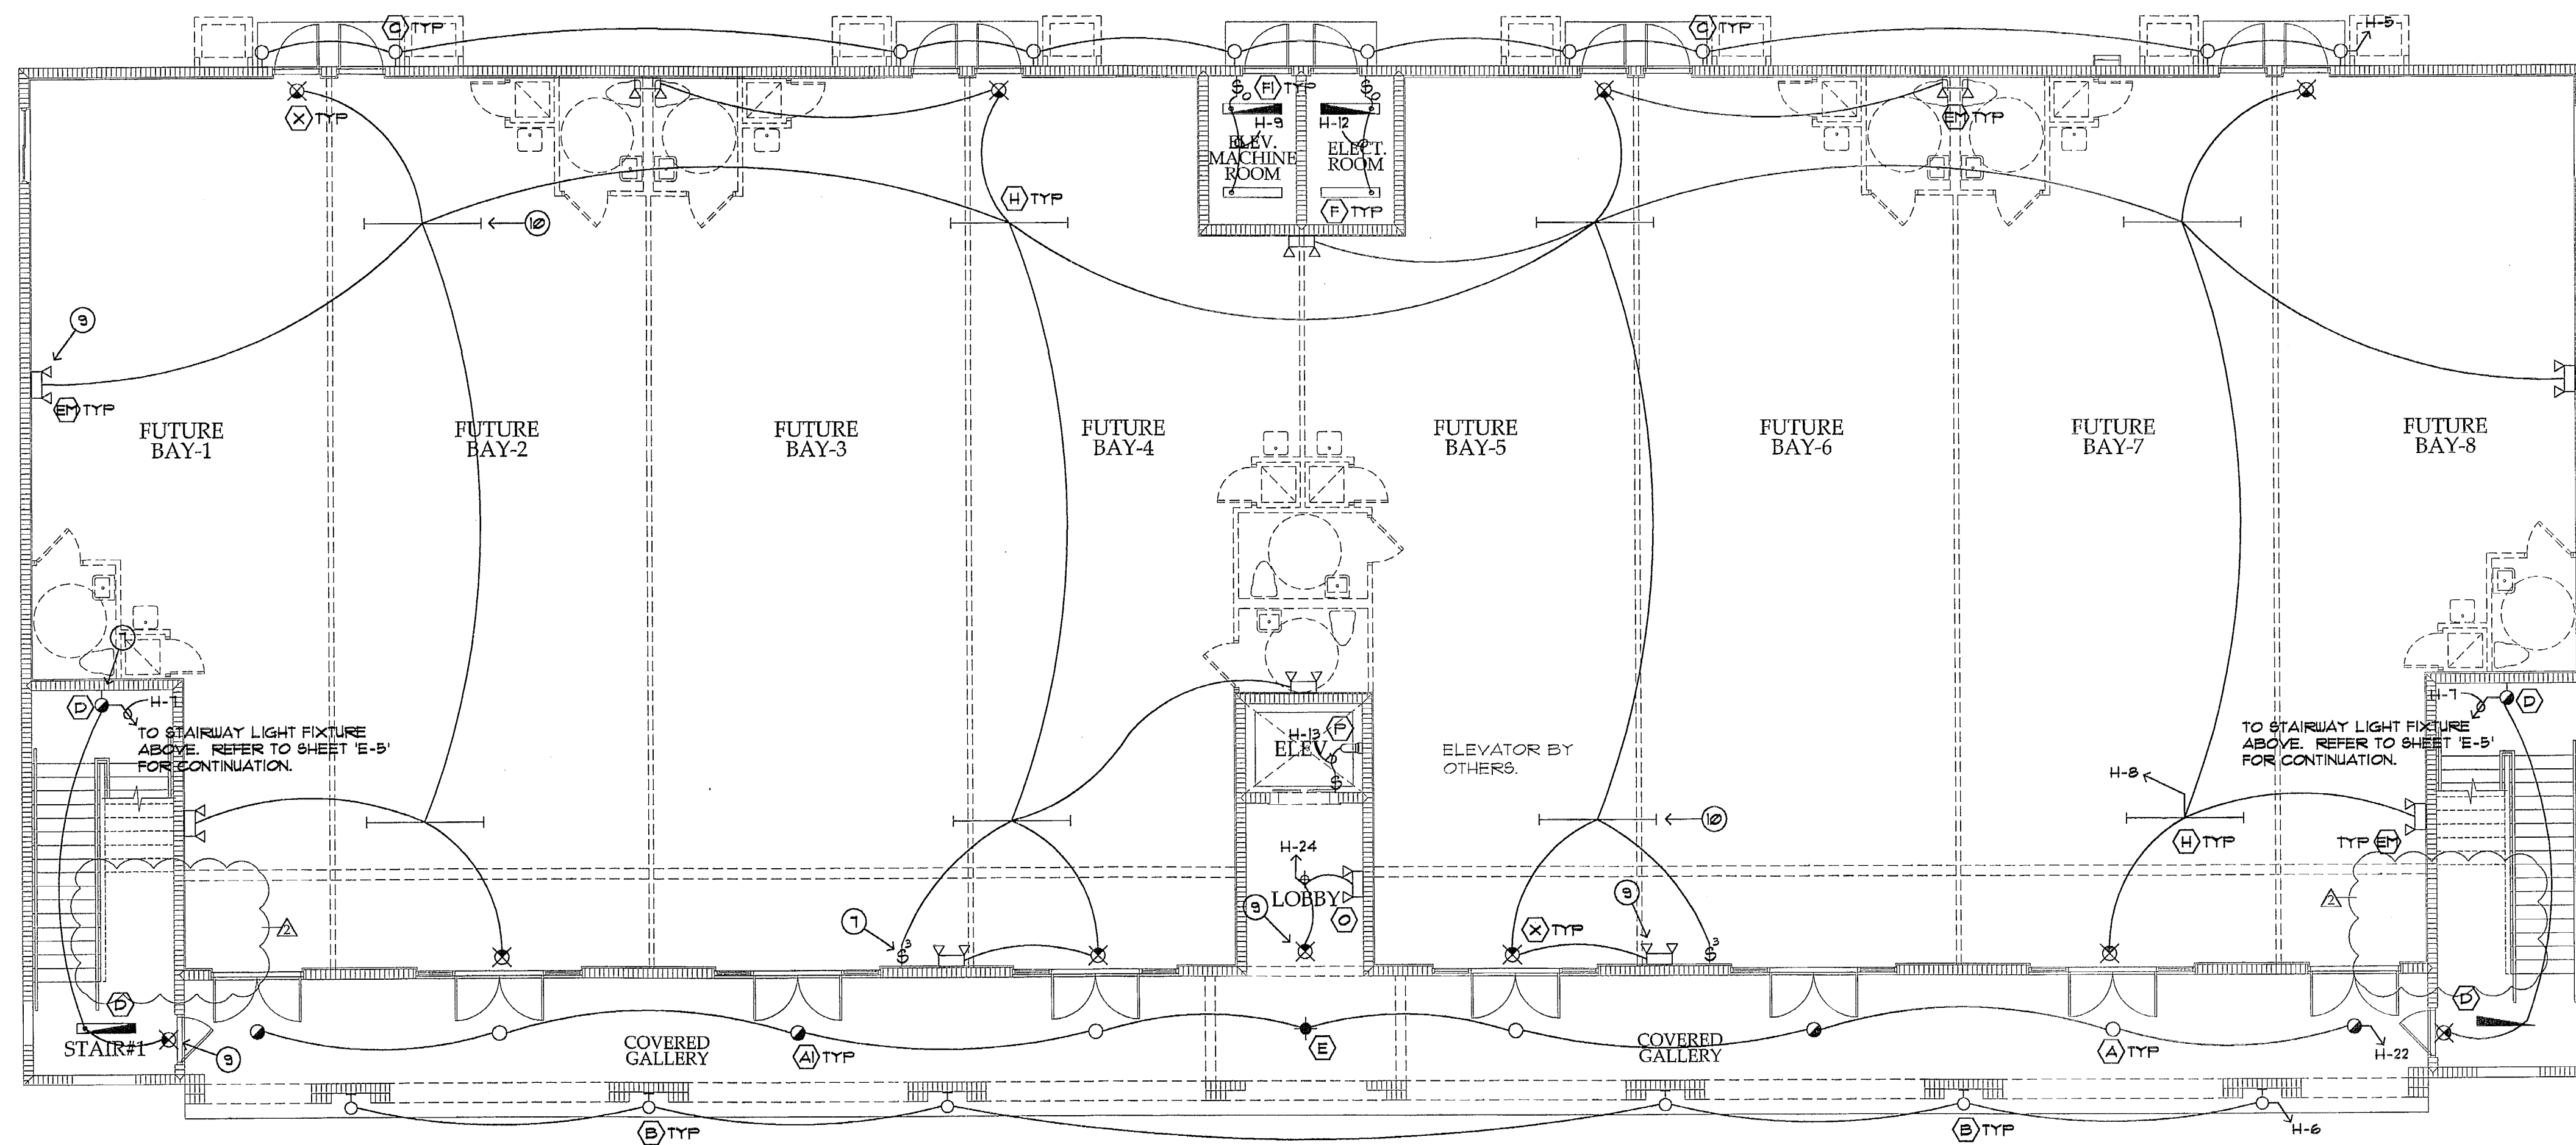 C TYP
C TYP
H-5
X TYP
$o
F1 TYP
$o
H-9
H-12
ELEV.
MACHINE
ROOM
ELECT.
ROOM
EM TYP
H TYP
F TYP
10
9
EM TYP
FUTURE
BAY-1
FUTURE
BAY-2
FUTURE
BAY-3
FUTURE
BAY-4
FUTURE
BAY-5
FUTURE
BAY-6
FUTURE
BAY-7
FUTURE
BAY-8
7
D
H-7
TO STAIRWAY LIGHT FIXTURE
ABOVE. REFER TO SHEET 'E-5'
FOR CONTINUATION.
P
H-13
ELEV.
$
ELEVATOR BY
OTHERS.
H-7
D
TO STAIRWAY LIGHT FIXTURE
ABOVE. REFER TO SHEET 'E-5'
FOR CONTINUATION.
H-8
10
H TYP
TYP EM
H-24
LOBBY
9
O
9
2
2
7
$3
X TYP
$3
D
STAIR#1
9
COVERED
GALLERY
A1 TYP
E
COVERED
GALLERY
A TYP
H-22
D
B TYP
B TYP
H-6